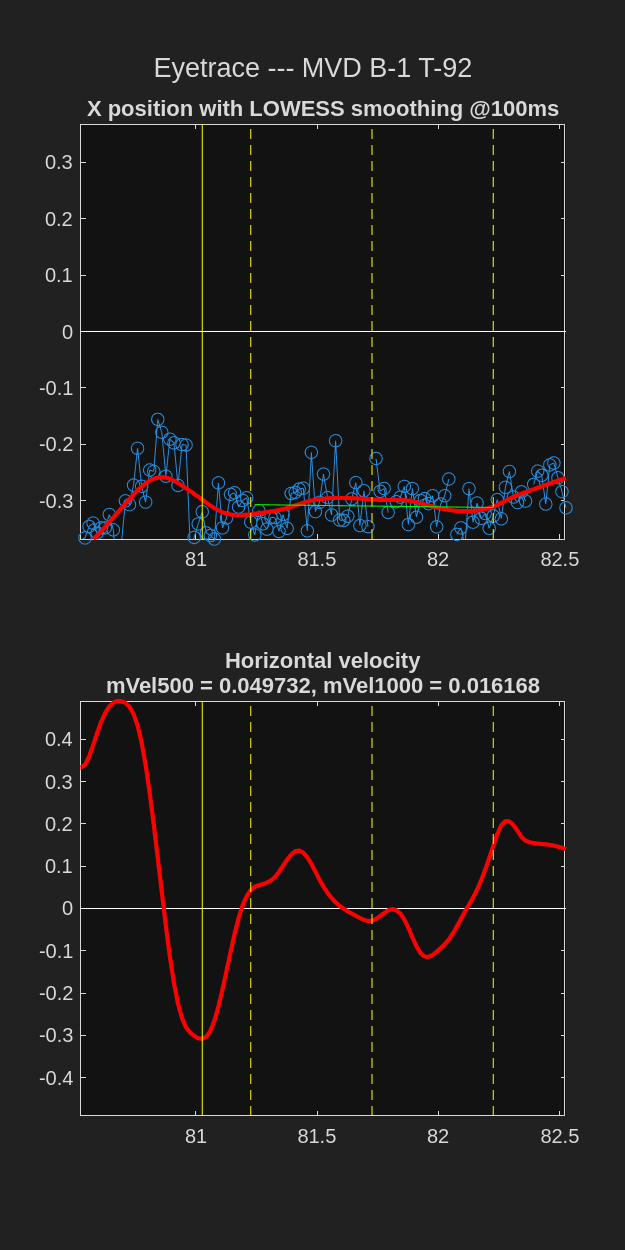 Eyetrace --- MVD B-1 T-92
X position with LOWESS smoothing @100ms
0.3
0.2
0.1
0
-0.1
-0.2
-0.3
81 81.5 82 82.5
Horizontal velocity
mVel500 = 0.049732, mVel1000 = 0.016168
0.4
0.3
0.2
0.1
0
-0.1
-0.2
-0.3
-0.4
81 81.5 82 82.5